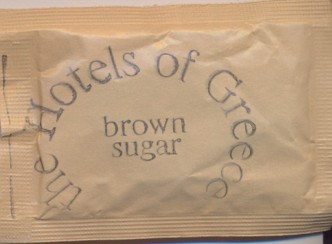 the Hotels of Greece
brown
sugar